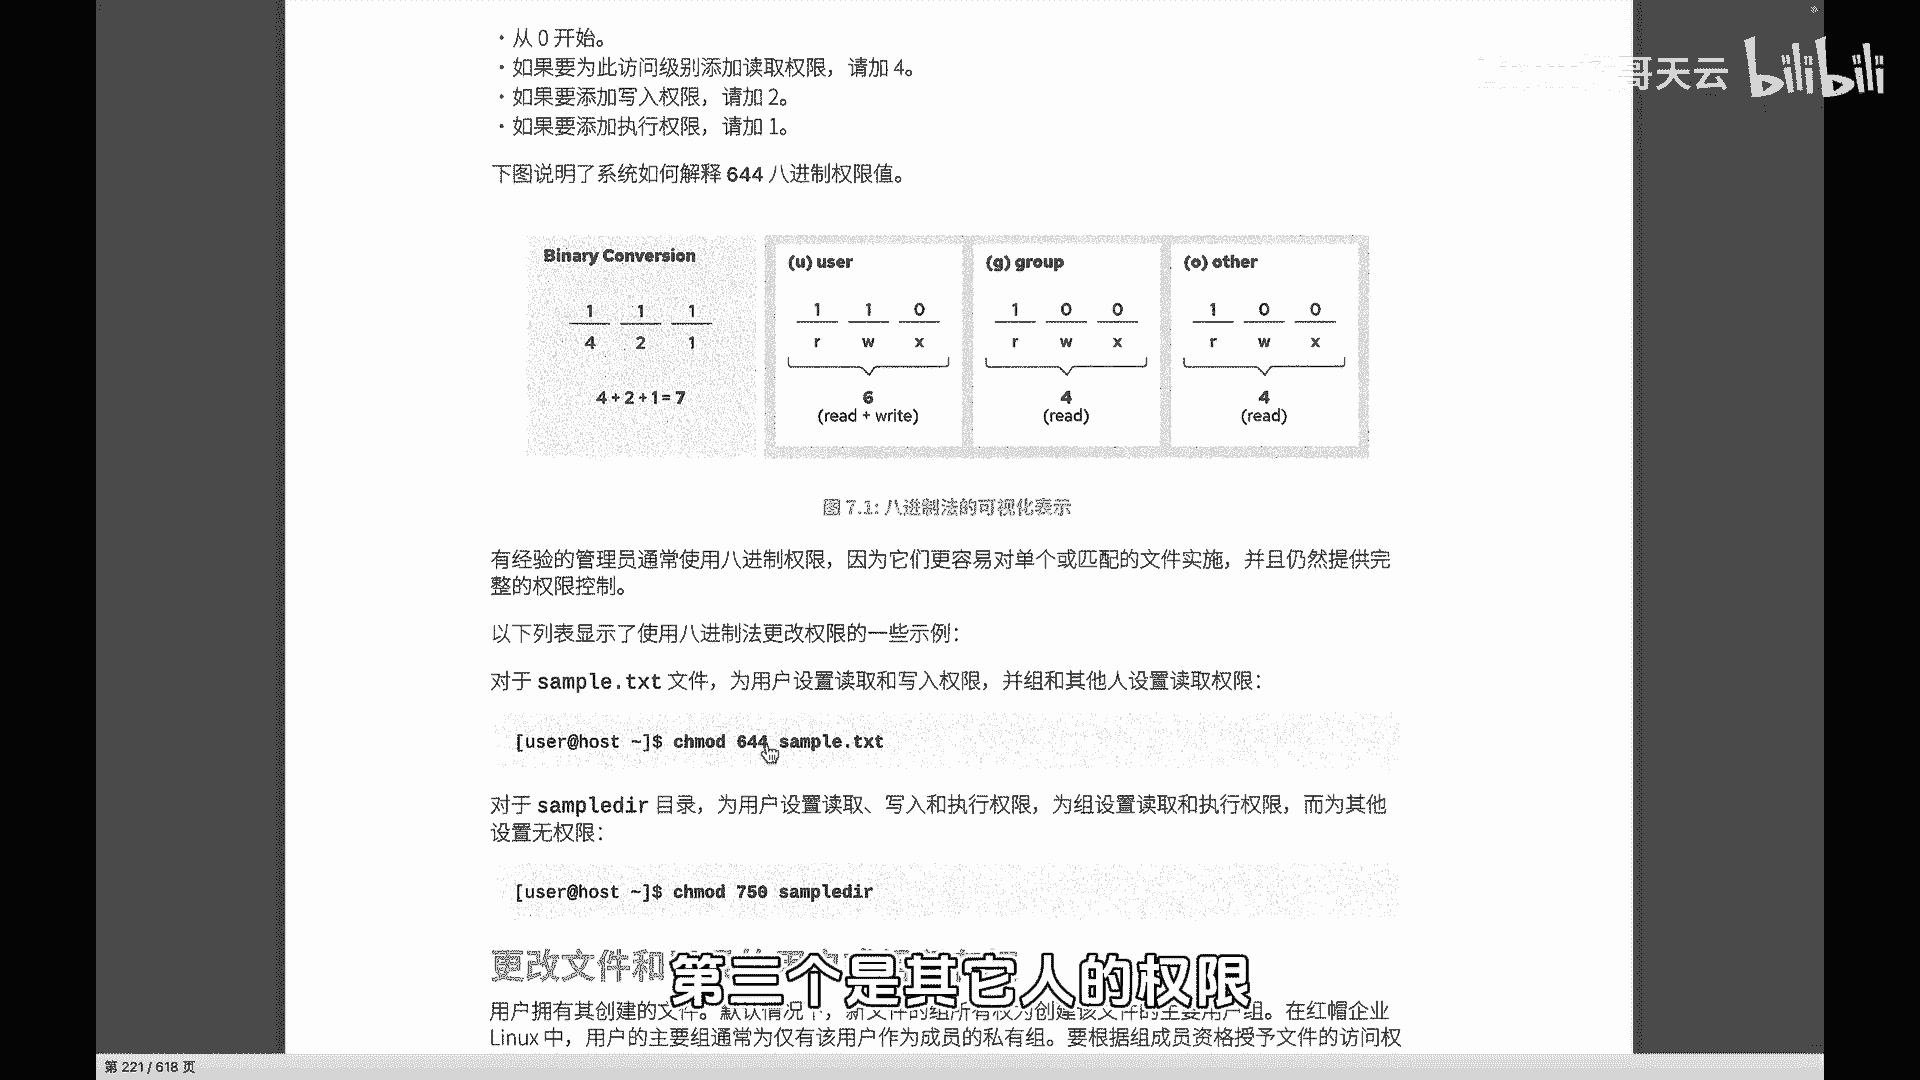 ·从 0 开始。
·如果要为此访问级别添加读取权限，请加 4。
·如果要添加写入权限，请加 2。
·如果要添加执行权限，请加 1。
哥天云 bilibili
下图说明了系统如何解释 644 八进制权限值。
Binary Conversion
1 1 1
4 2 1
4 + 2 + 1 = 7
(u) user
1 1 0
r w x
6
(read + write)
(g) group
1 0 0
r w x
4
(read)
(o) other
1 0 0
r w x
4
(read)
图 7.1: 八进制法的可视化表示
有经验的管理员通常使用八进制权限，因为它们更容易对单个或匹配的文件实施，并且仍然提供完
整的权限控制。
以下列表显示了使用八进制法更改权限的一些示例：
对于 sample.txt 文件，为用户设置读取和写入权限，并组和其他人设置读取权限：
[user@host ~]$ chmod 644 sample.txt
对于 sampledir 目录，为用户设置读取、写入和执行权限，为组设置读取和执行权限，而为其他
设置无权限：
[user@host ~]$ chmod 750 sampledir
更改文件和
第三个是其它人的权限
用户拥有其创建的文件。默认情况下，新文件的组所有权为创建该文件的主要用户组。在红帽企业
Linux 中，用户的主要组通常为仅有该用户作为成员的私有组。要根据组成员资格授予文件的访问权
第 221 / 618 页